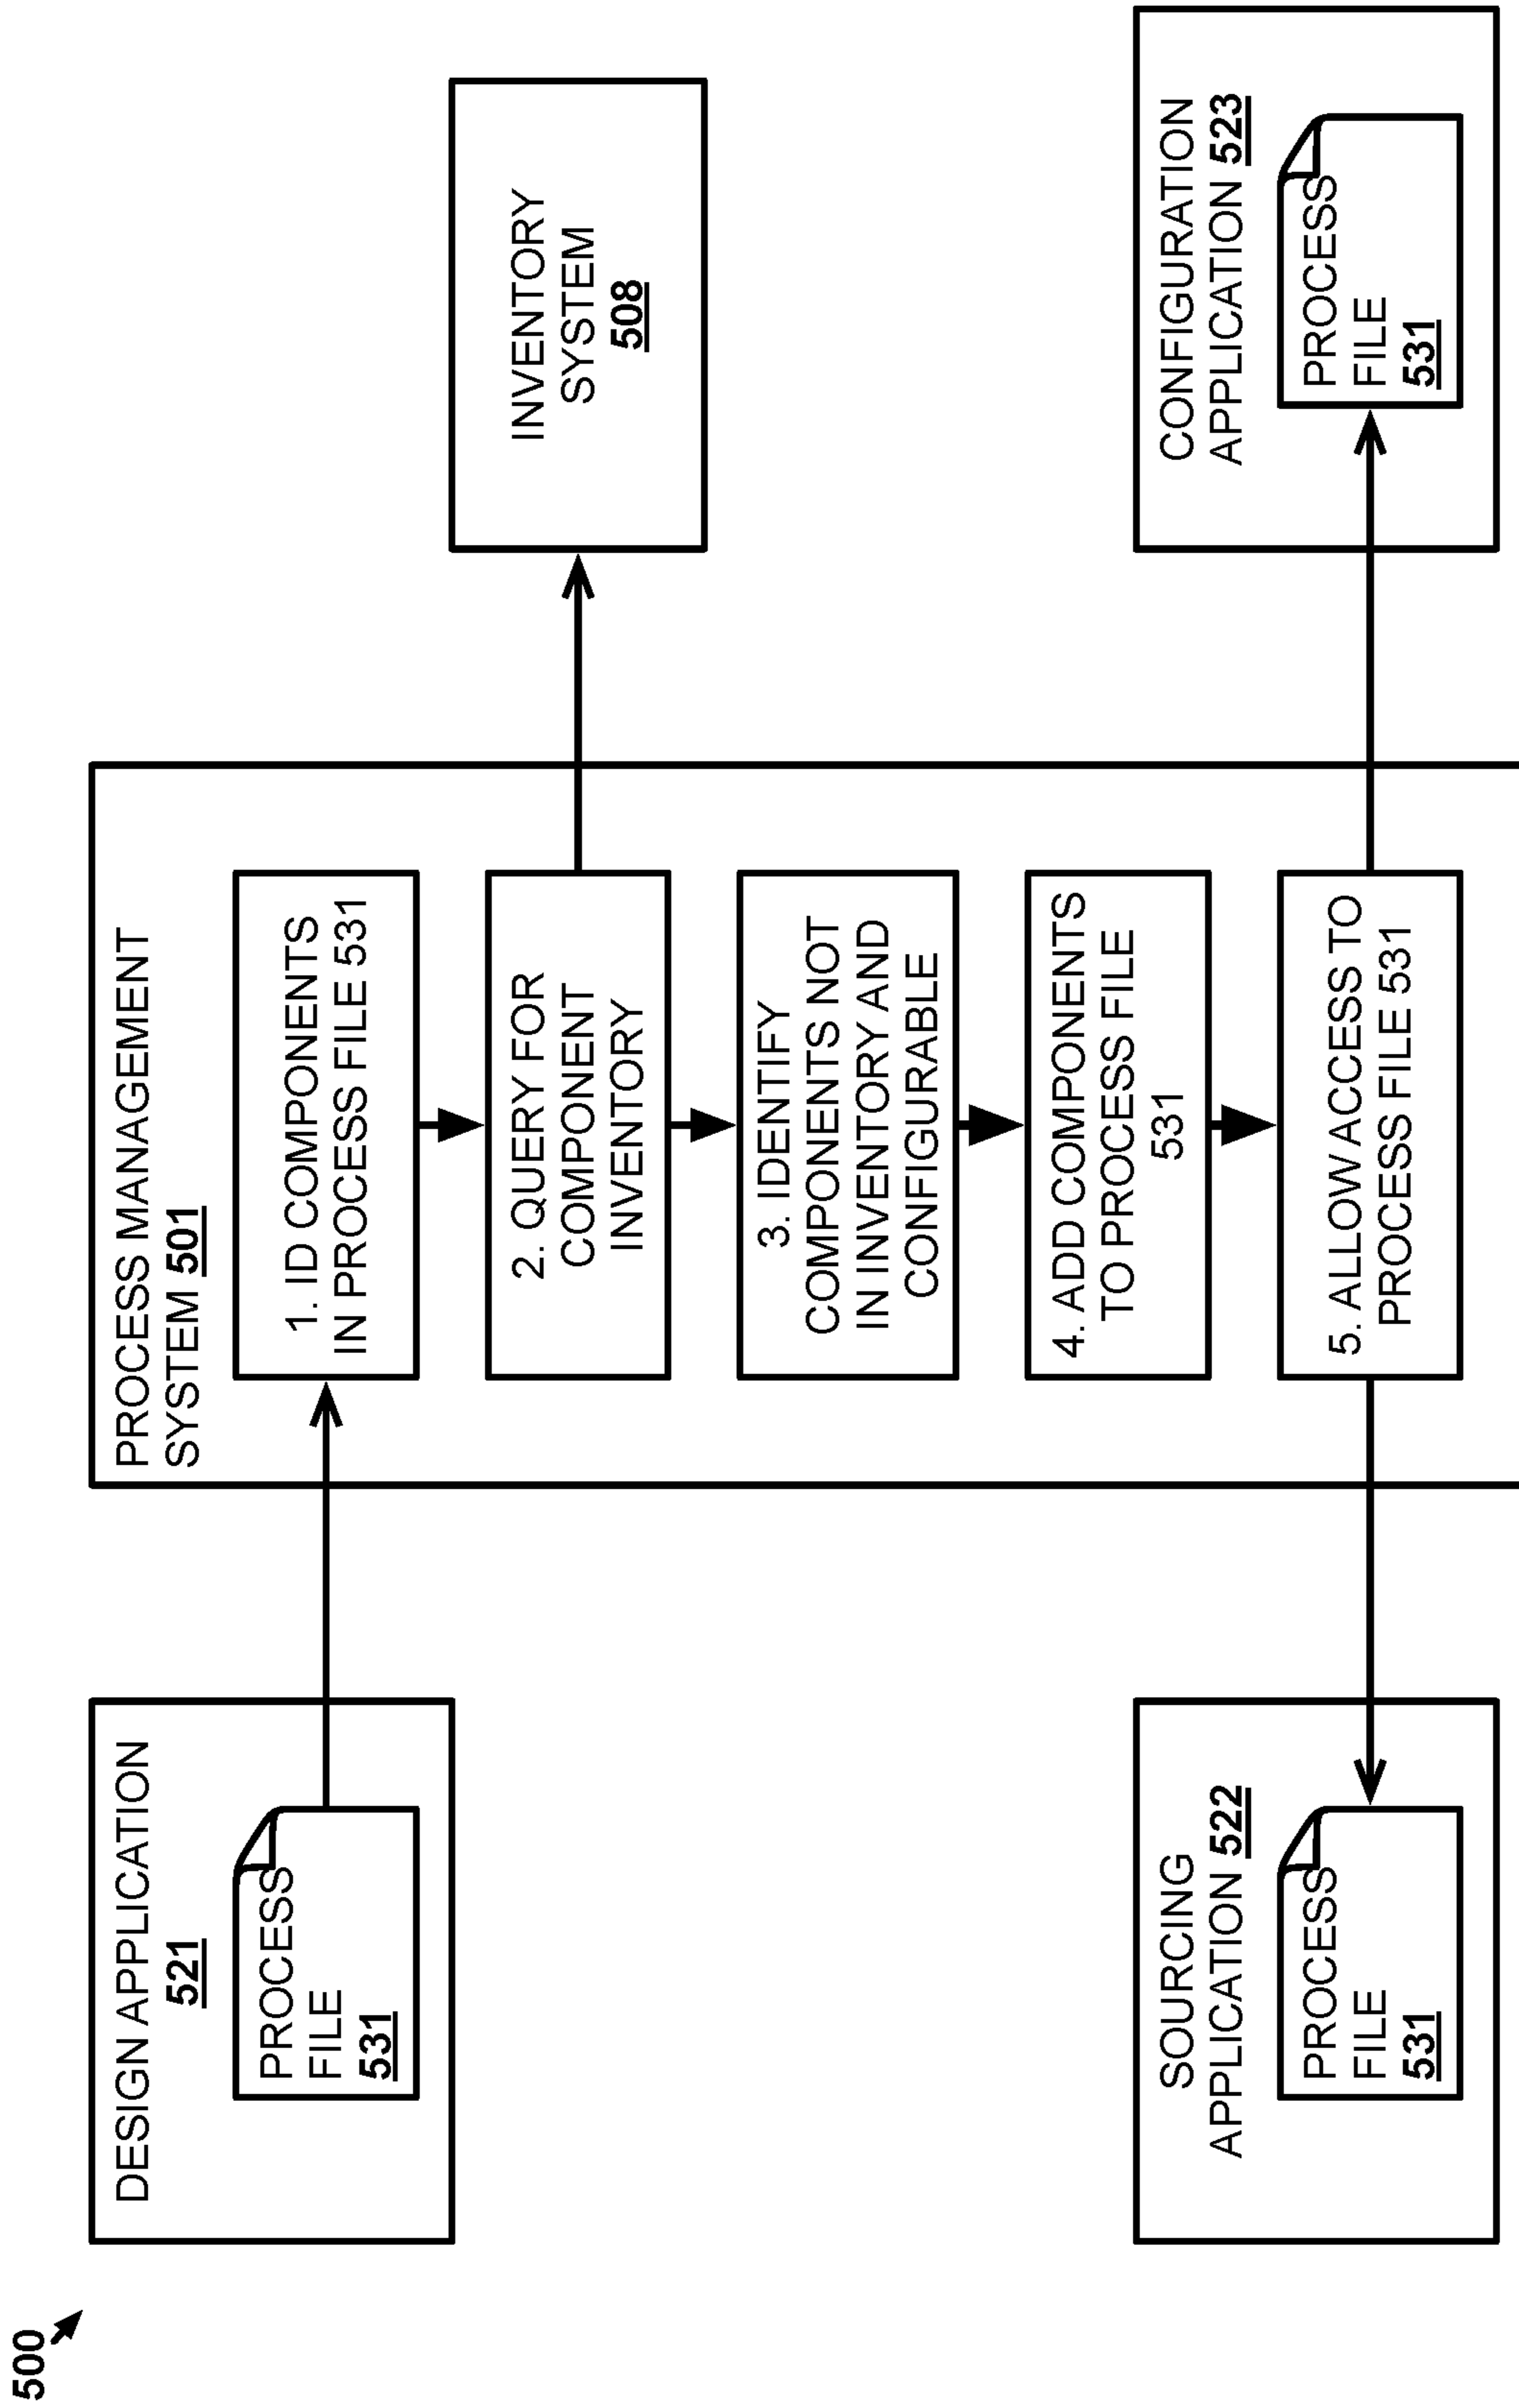 500
DESIGN APPLICATION
521
PROCESS
FILE
531
PROCESS MANAGEMENT
SYSTEM 501
1. ID COMPONENTS
IN PROCESS FILE 531
2. QUERY FOR
COMPONENT
INVENTORY
INVENTORY
SYSTEM
508
3. IDENTIFY
COMPONENTS NOT
IN INVENTORY AND
CONFIGURABLE
4. ADD COMPONENTS
TO PROCESS FILE
531
5. ALLOW ACCESS TO
PROCESS FILE 531
SOURCING
APPLICATION 522
PROCESS
FILE
531
CONFIGURATION
APPLICATION 523
PROCESS
FILE
531